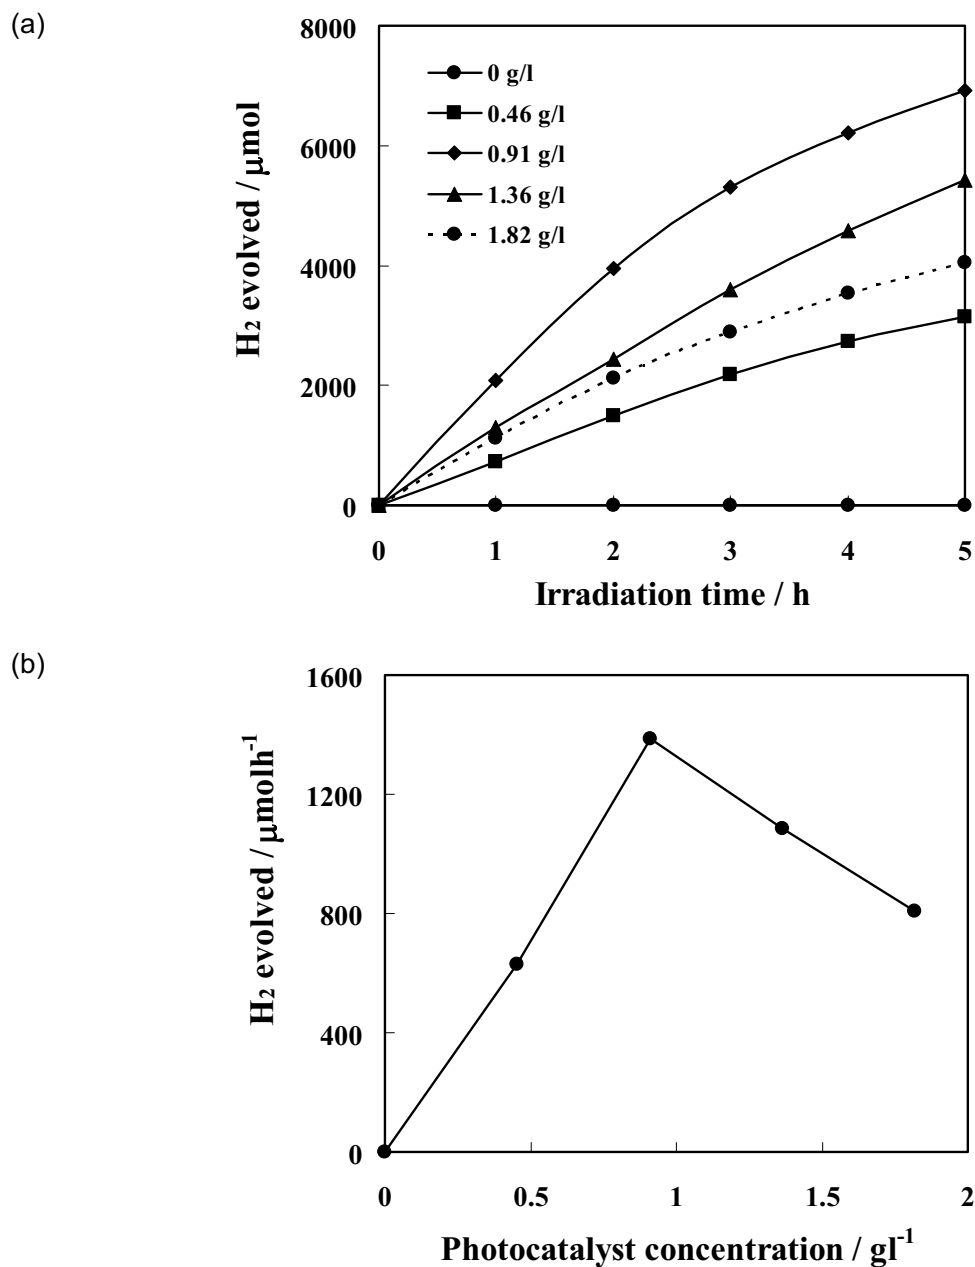 (a)
8000
6000
4000
2000
0
H₂ evolved / μmol
0 g/l
0.46 g/l
0.91 g/l
1.36 g/l
1.82 g/l
0 1 2 3 4 5
Irradiation time / h
(b)
1600
1200
800
400
0
H₂ evolved / μmolh⁻¹
0 0.5 1 1.5 2
Photocatalyst concentration / gl⁻¹